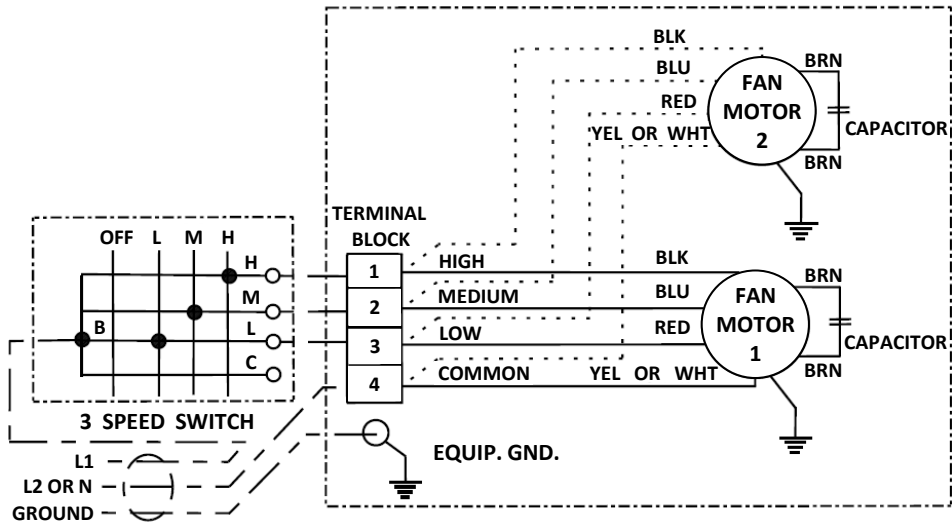 BLK
BRN
BLU
FAN
MOTOR
2
RED
CAPACITOR
YEL OR WHT
BRN
TERMINAL
BLOCK
OFF L M H
H
1
HIGH
BLK
BRN
M
2
MEDIUM
BLU
FAN
MOTOR
1
B
L
3
LOW
RED
CAPACITOR
C
4
COMMON
YEL OR WHT
BRN
3 SPEED SWITCH
L1
EQUIP. GND.
L2 OR N
GROUND